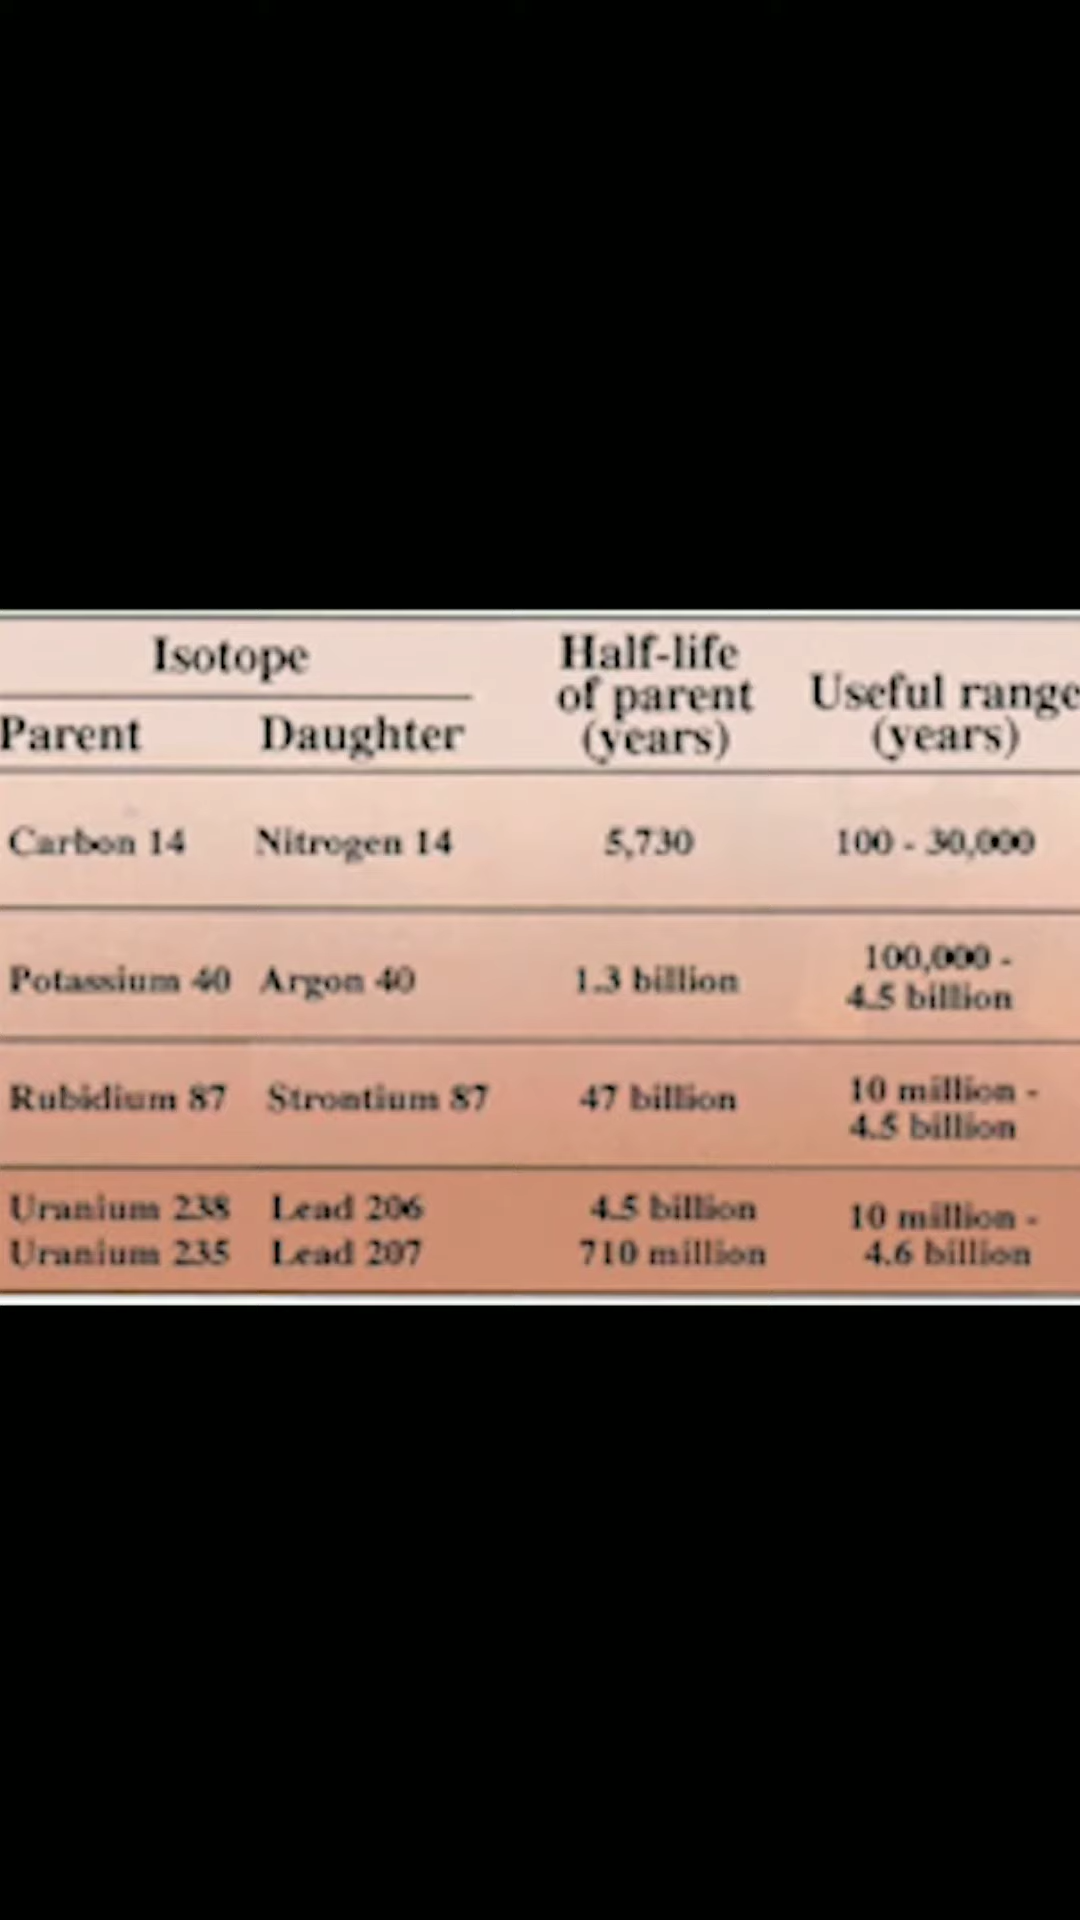 Isotope
Half-life
of parent
(years)
Useful range
(years)
Parent Daughter
Carbon 14 Nitrogen 14 5,730 100 - 30,000
Potassium 40 Argon 40 1.3 billion 100,000 -
4.5 billion
Rubidium 87 Strontium 87 47 billion 10 million -
4.5 billion
Uranium 238 Lead 206 4.5 billion 10 million -
Uranium 235 Lead 207 710 million 4.6 billion